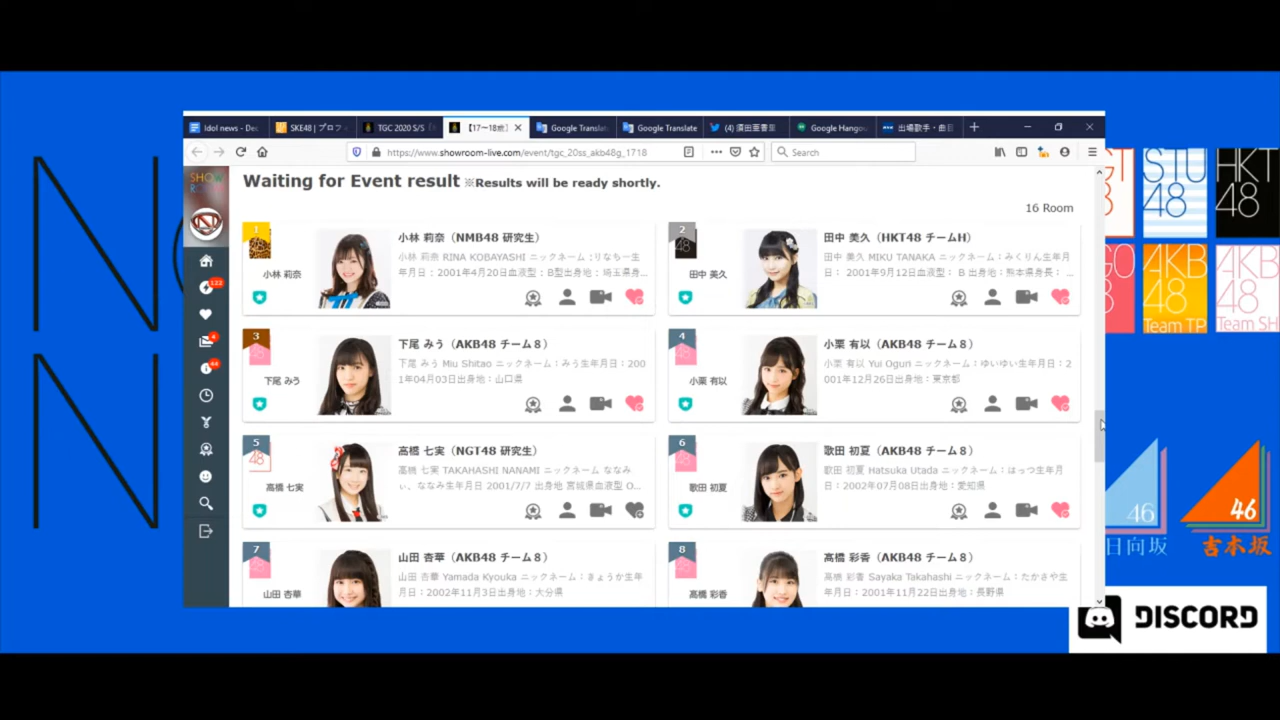 Idol news - Do
SKE48 | プロフィ
TGC 2020 S/S
【17～18歳】
Google Translate
Google Translate
(4) 須田亜香里
Google Hangou
出場歌手・曲目
https://www.showroom-live.com/event/tgc_20ss_akb48g_1718
Search
SHOW
Waiting for Event result ※Results will be ready shortly.
16 Room
1
小林 莉奈
小林 莉奈（NMB48 研究生）
小林 莉奈 RINA KOBAYASHI ニックネーム:りなち一生
年月日：2001年4月20日血液型：B型出身地：埼玉県身...
2
田中 美久
田中 美久（HKT48 チームH）
田中 美久 MIKU TANAKA ニックネーム：みくりん生年月
日： 2001年9月12日血液型： B 出身地：熊本県身長： ...
3
下尾 みう
下尾 みう（AKB48 チーム８）
下尾 みう Miu Shitao ニックネーム：みう生年月日：200
1年04月03日出身地：山口県
4
小栗 有以
小栗 有以（AKB48 チーム８）
小栗 有以 Yui Oguri ニックネーム：ゆいゆい生年月日：2
001年12月26日出身地：東京都
5
48
高橋 七実
高橋 七実（NGT48 研究生）
高橋 七実 TAKAHASHI NANAMI ニックネーム ななみ
ぃ、ななみ生年月日 2001/7/7 出身地 宮城県血液型 O...
6
歌田 初夏
歌田 初夏（AKB48 チーム８）
歌田 初夏 Hatsuka Utada ニックネーム：はっつ生年月
日：2002年07月08日出身地：愛知県
7
山田 杏華
山田 杏華（AKB48 チーム８）
山田 杏華 Yamada Kyouka ニックネーム：きょうか生年
月日：2002年11月3日出身地：大分県
8
高橋 彩香
高橋 彩香（AKB48 チーム８）
高橋 彩香 Sayaka Takahashi ニックネーム：たかさや生
年月日：2001年11月22日出身地：長野県
122
4
44
N
N
GT
48
STU
48
HKT
48
AKB
48
Team TP
AKB
48
Team SH
46
日向坂
46
吉本坂
DISCORD